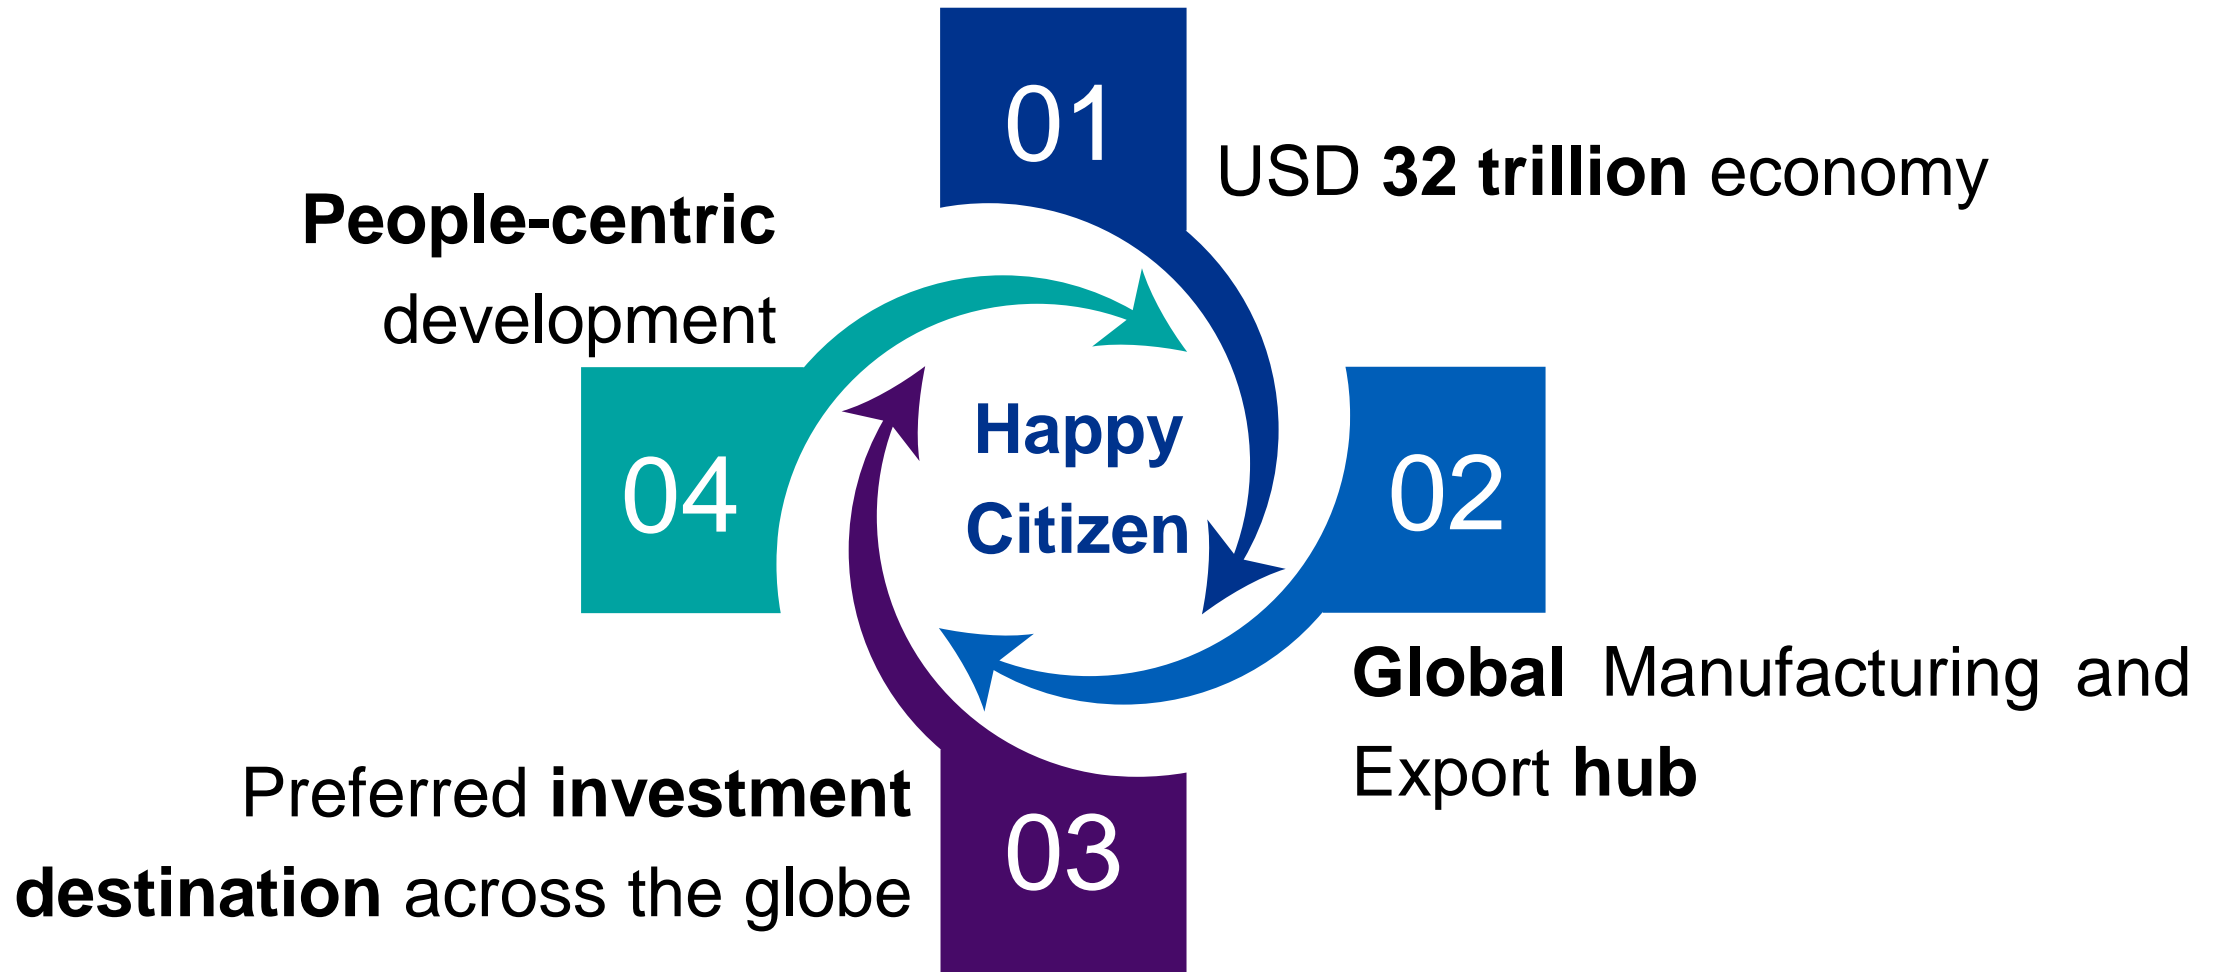 01
USD 32 trillion economy
02
Global Manufacturing and
Export hub
03
Preferred investment
destination across the globe
04
People-centric
development
Happy
Citizen